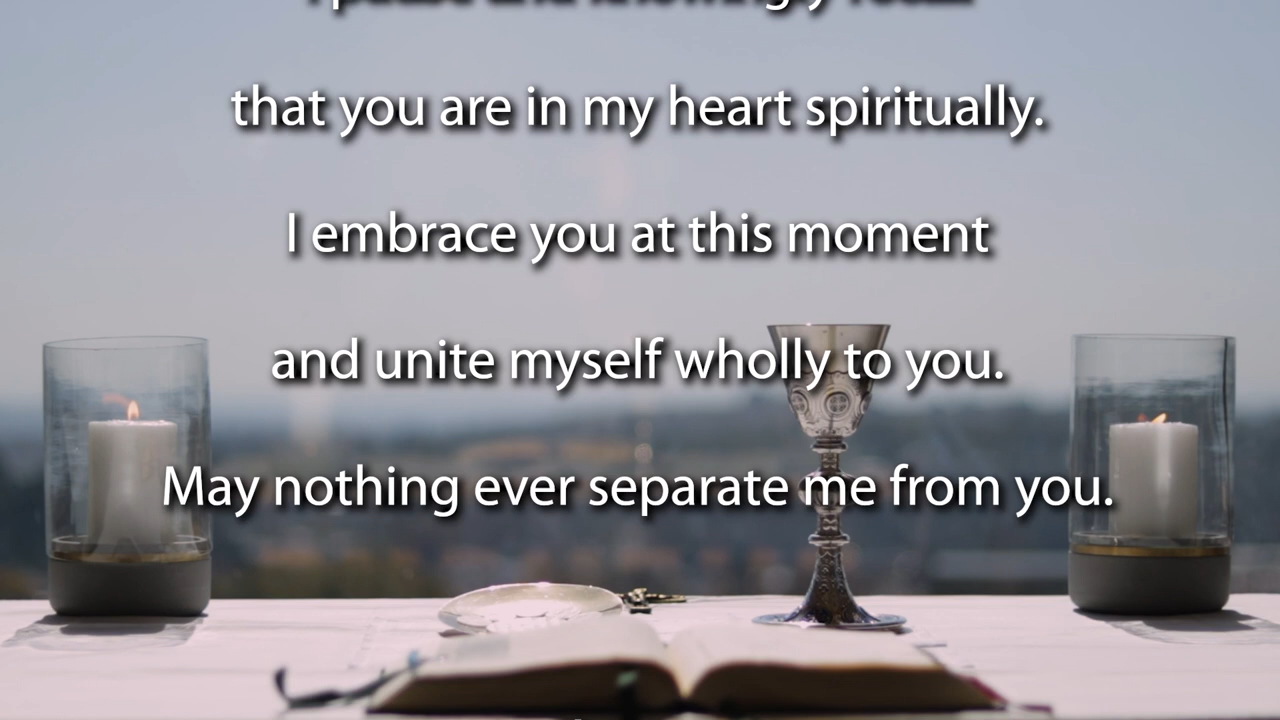 that you are in my heart spiritually.
I embrace you at this moment
and unite myself wholly to you.
May nothing ever separate me from you.